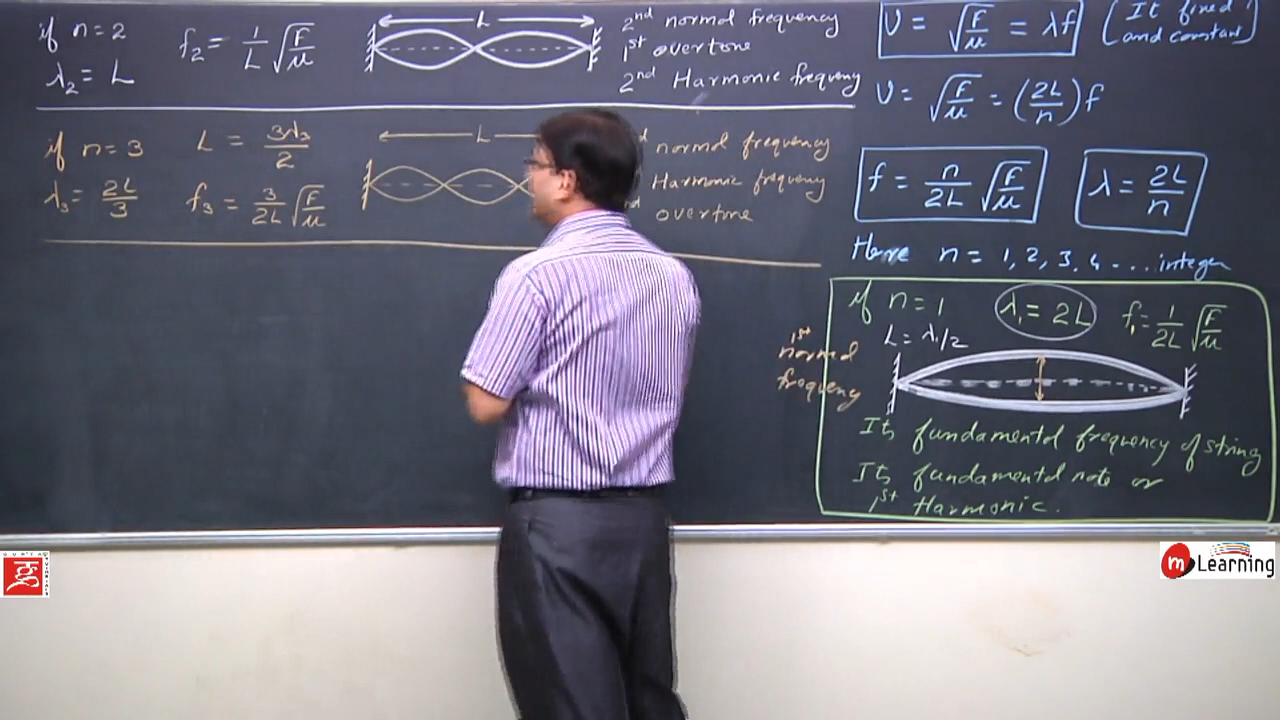 if n = 2
λ₂ = L
f₂ = 1/L √(F/μ)
L
2nd normal frequency
1st overtone
2nd Harmonic frequency
if n = 3
λ₃ = 2L/3
L = 3λ₃/2
f₃ = 3/2L √(F/μ)
L
normal frequency
Harmonic frequency
overtone
v = √(F/μ) = λf
(It fixed
and constant)
v = √(F/μ) = (2L/n) f
f = n/2L √(F/μ)
λ = 2L/n
Here n = 1, 2, 3, 4 ... integer
if n = 1
λ₁ = 2L
f₁ = 1/2L √(F/μ)
L = λ₁/2
1st
normal
frequency
Its fundamental frequency of string
Its fundamental note or
1st Harmonic.
m Learning